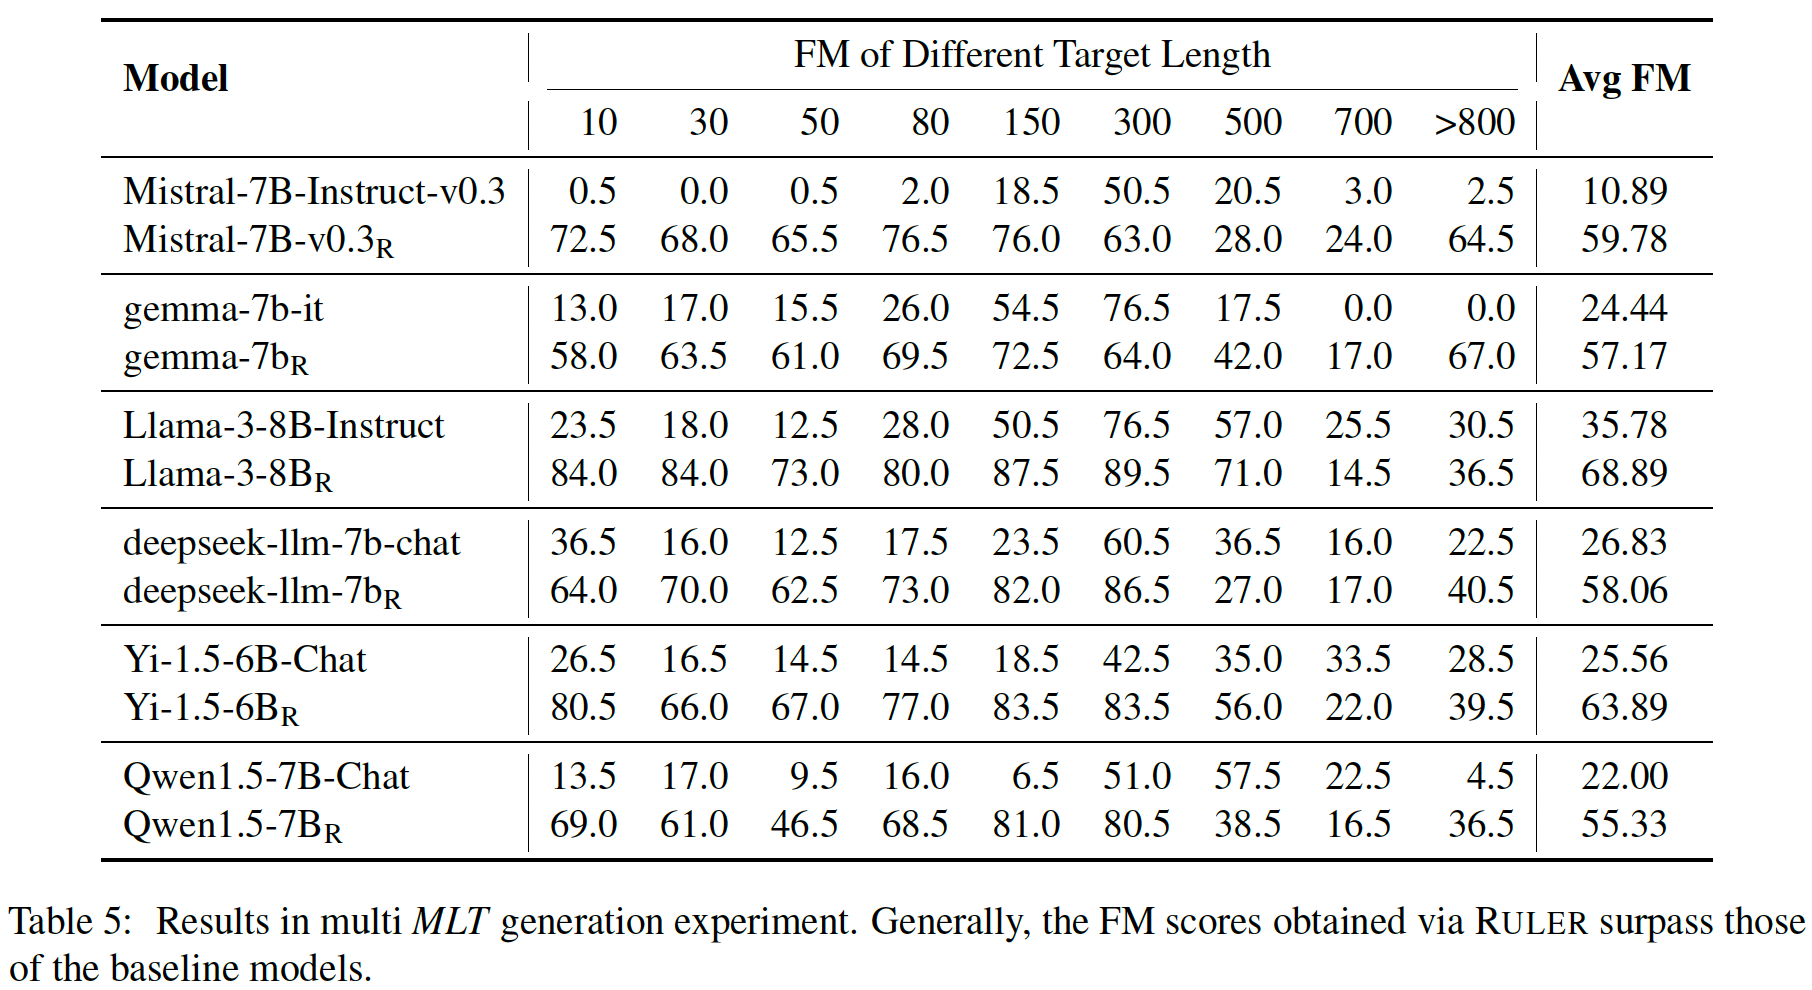 Model FM of Different Target Length Avg FM
10 30 50 80 150 300 500 700 >800
Mistral-7B-Instruct-v0.3 0.5 0.0 0.5 2.0 18.5 50.5 20.5 3.0 2.5 10.89
Mistral-7B-v0.3R 72.5 68.0 65.5 76.5 76.0 63.0 28.0 24.0 64.5 59.78
gemma-7b-it 13.0 17.0 15.5 26.0 54.5 76.5 17.5 0.0 0.0 24.44
gemma-7bR 58.0 63.5 61.0 69.5 72.5 64.0 42.0 17.0 67.0 57.17
Llama-3-8B-Instruct 23.5 18.0 12.5 28.0 50.5 76.5 57.0 25.5 30.5 35.78
Llama-3-8BR 84.0 84.0 73.0 80.0 87.5 89.5 71.0 14.5 36.5 68.89
deepseek-llm-7b-chat 36.5 16.0 12.5 17.5 23.5 60.5 36.5 16.0 22.5 26.83
deepseek-llm-7bR 64.0 70.0 62.5 73.0 82.0 86.5 27.0 17.0 40.5 58.06
Yi-1.5-6B-Chat 26.5 16.5 14.5 14.5 18.5 42.5 35.0 33.5 28.5 25.56
Yi-1.5-6BR 80.5 66.0 67.0 77.0 83.5 83.5 56.0 22.0 39.5 63.89
Qwen1.5-7B-Chat 13.5 17.0 9.5 16.0 6.5 51.0 57.5 22.5 4.5 22.00
Qwen1.5-7BR 69.0 61.0 46.5 68.5 81.0 80.5 38.5 16.5 36.5 55.33
Table 5: Results in multi MLT generation experiment. Generally, the FM scores obtained via RULER surpass those
of the baseline models.